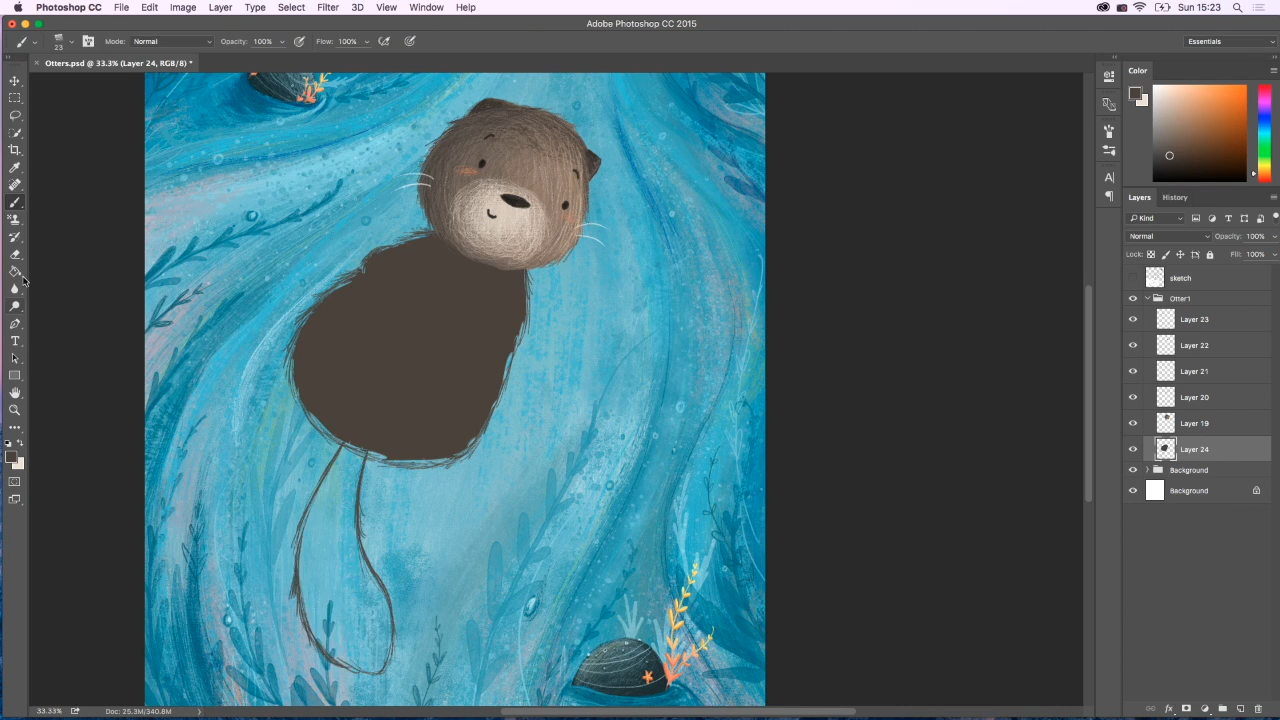 Photoshop CC File Edit Image Layer Type Select Filter 3D View Window Help Sun 15:23
Adobe Photoshop CC 2015
23 Mode: Normal Opacity: 100% Flow: 100% Essentials
× Otters.psd @ 33.3% (Layer 24, RGB/8) *
Color
Layers History
Kind
Normal Opacity: 100%
Lock: Fill: 100%
sketch
Otter1
Layer 23
Layer 22
Layer 21
Layer 20
Layer 19
Layer 24
Background
Background
33.33% Doc: 25.3M/340.8M